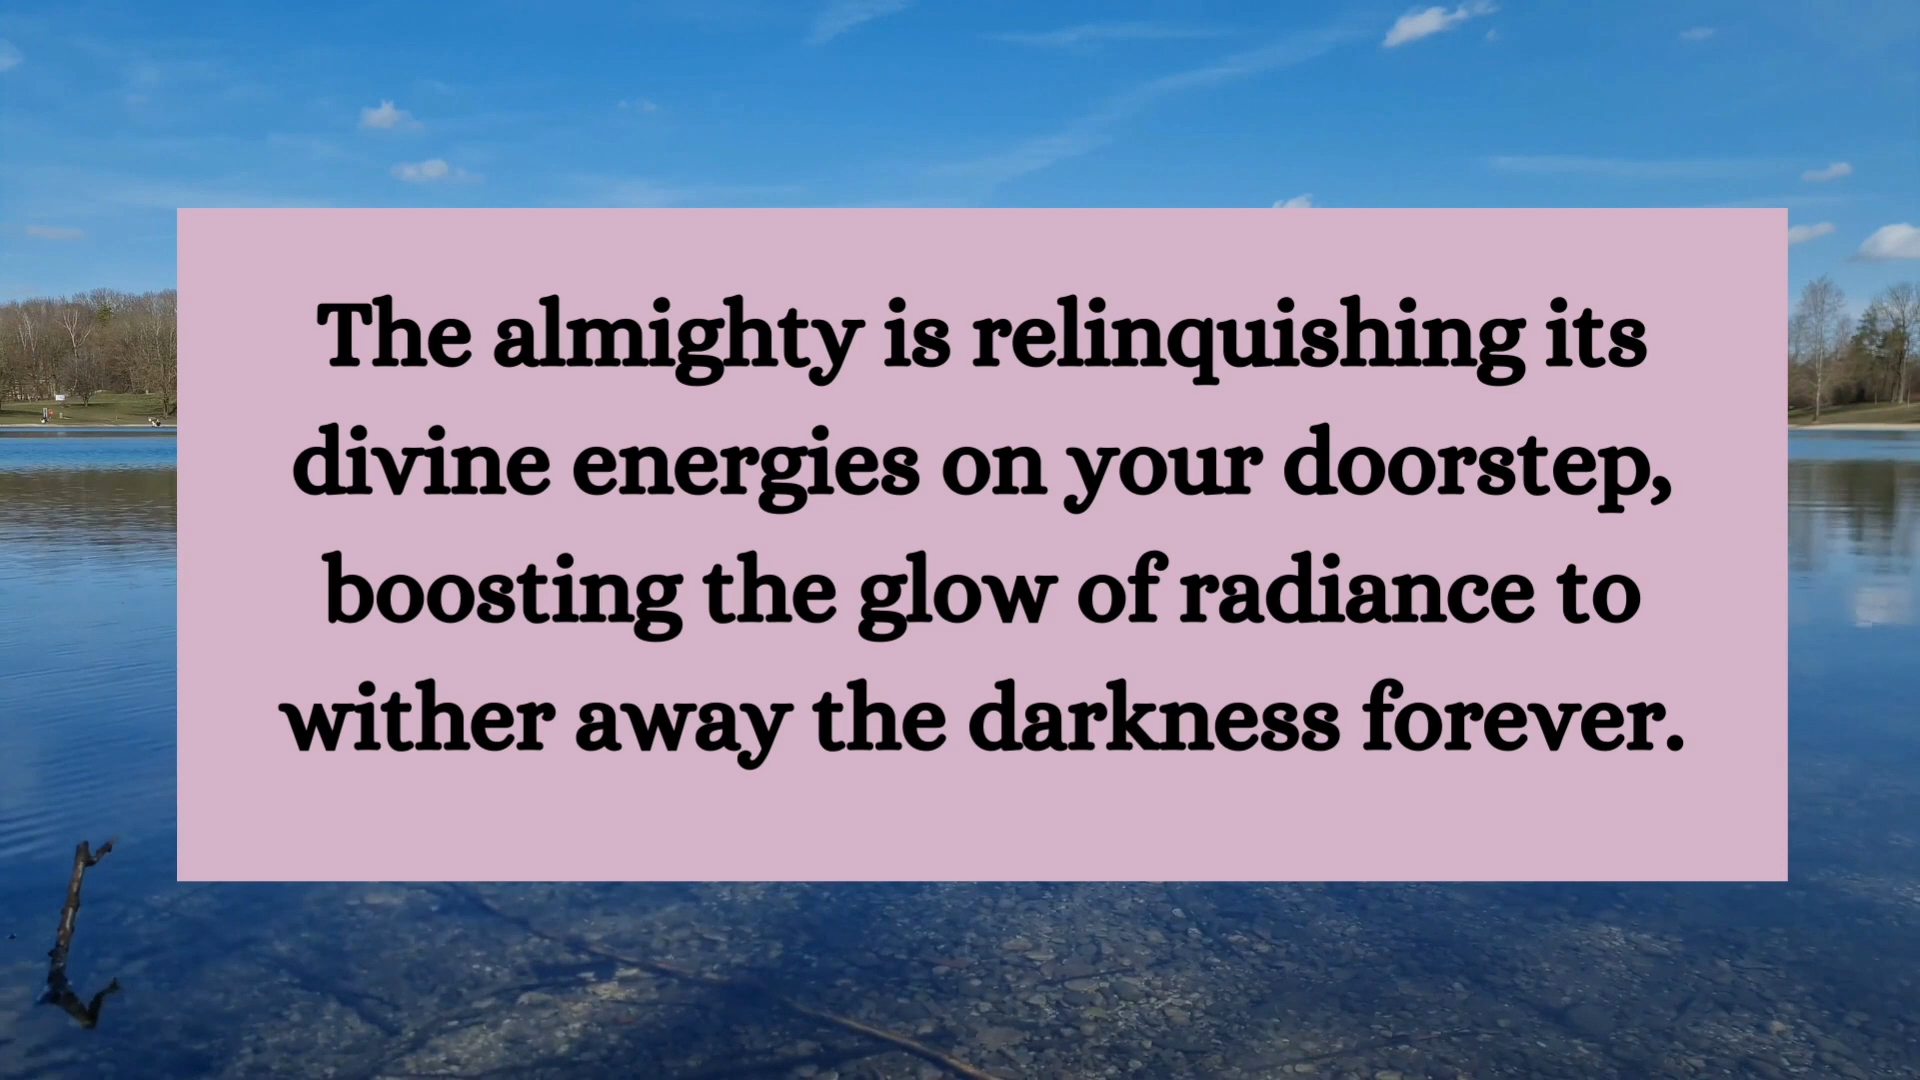 The almighty is relinquishing its
divine energies on your doorstep,
boosting the glow of radiance to
wither away the darkness forever.